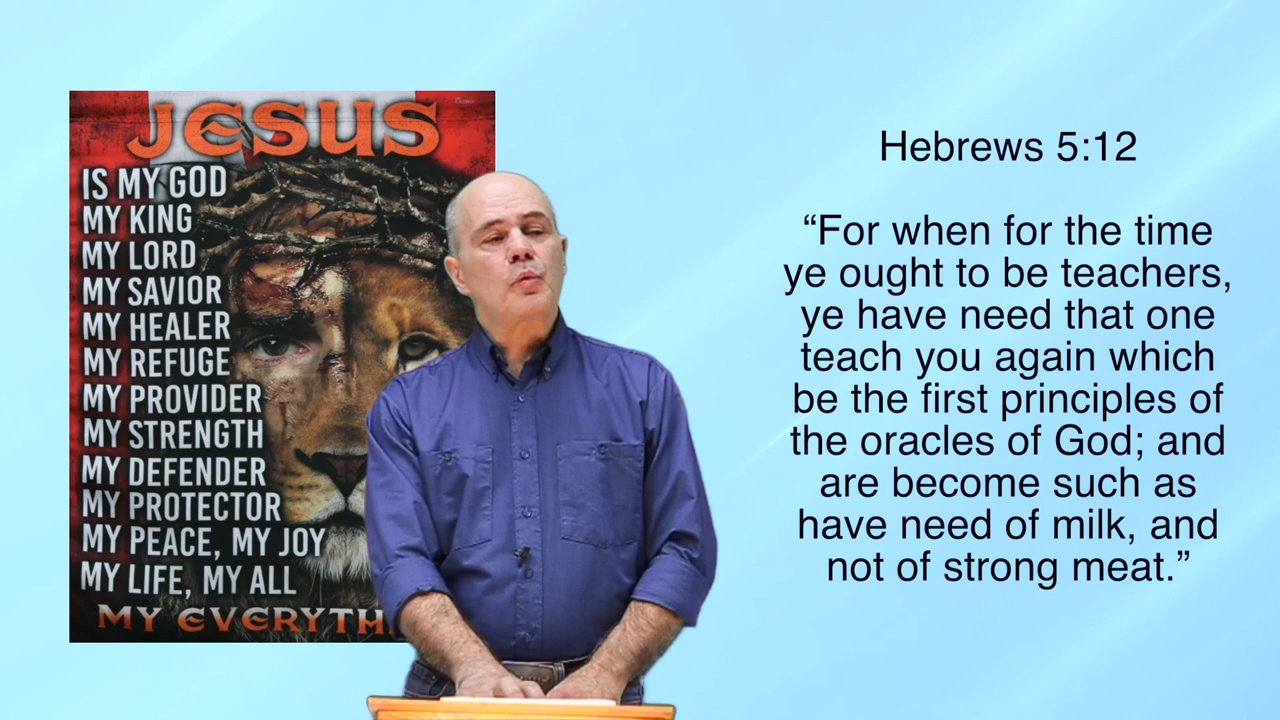 JESUS
IS MY GOD
MY KING
MY LORD
MY SAVIOR
MY HEALER
MY REFUGE
MY PROVIDER
MY STRENGTH
MY DEFENDER
MY PROTECTOR
MY PEACE, MY JOY
MY LIFE, MY ALL
MY
Hebrews 5:12
“For when for the time
ye ought to be teachers,
ye have need that one
teach you again which
be the first principles of
the oracles of God; and
are become such as
have need of milk, and
not of strong meat.”